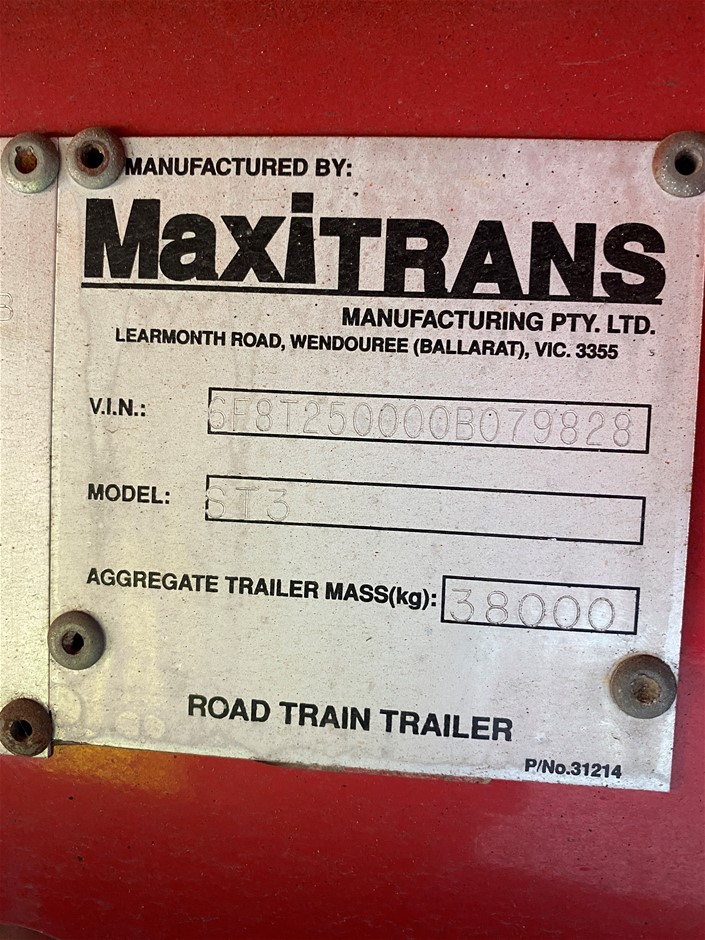 MANUFACTURED BY:
MaxiTRANS
MANUFACTURING PTY. LTD.
LEARMONTH ROAD, WENDOUREE (BALLARAT), VIC. 3355
V.I.N.: 6F8T250000B079828
MODEL: ST3
AGGREGATE TRAILER MASS(kg): 38000
ROAD TRAIN TRAILER
P/No.31214